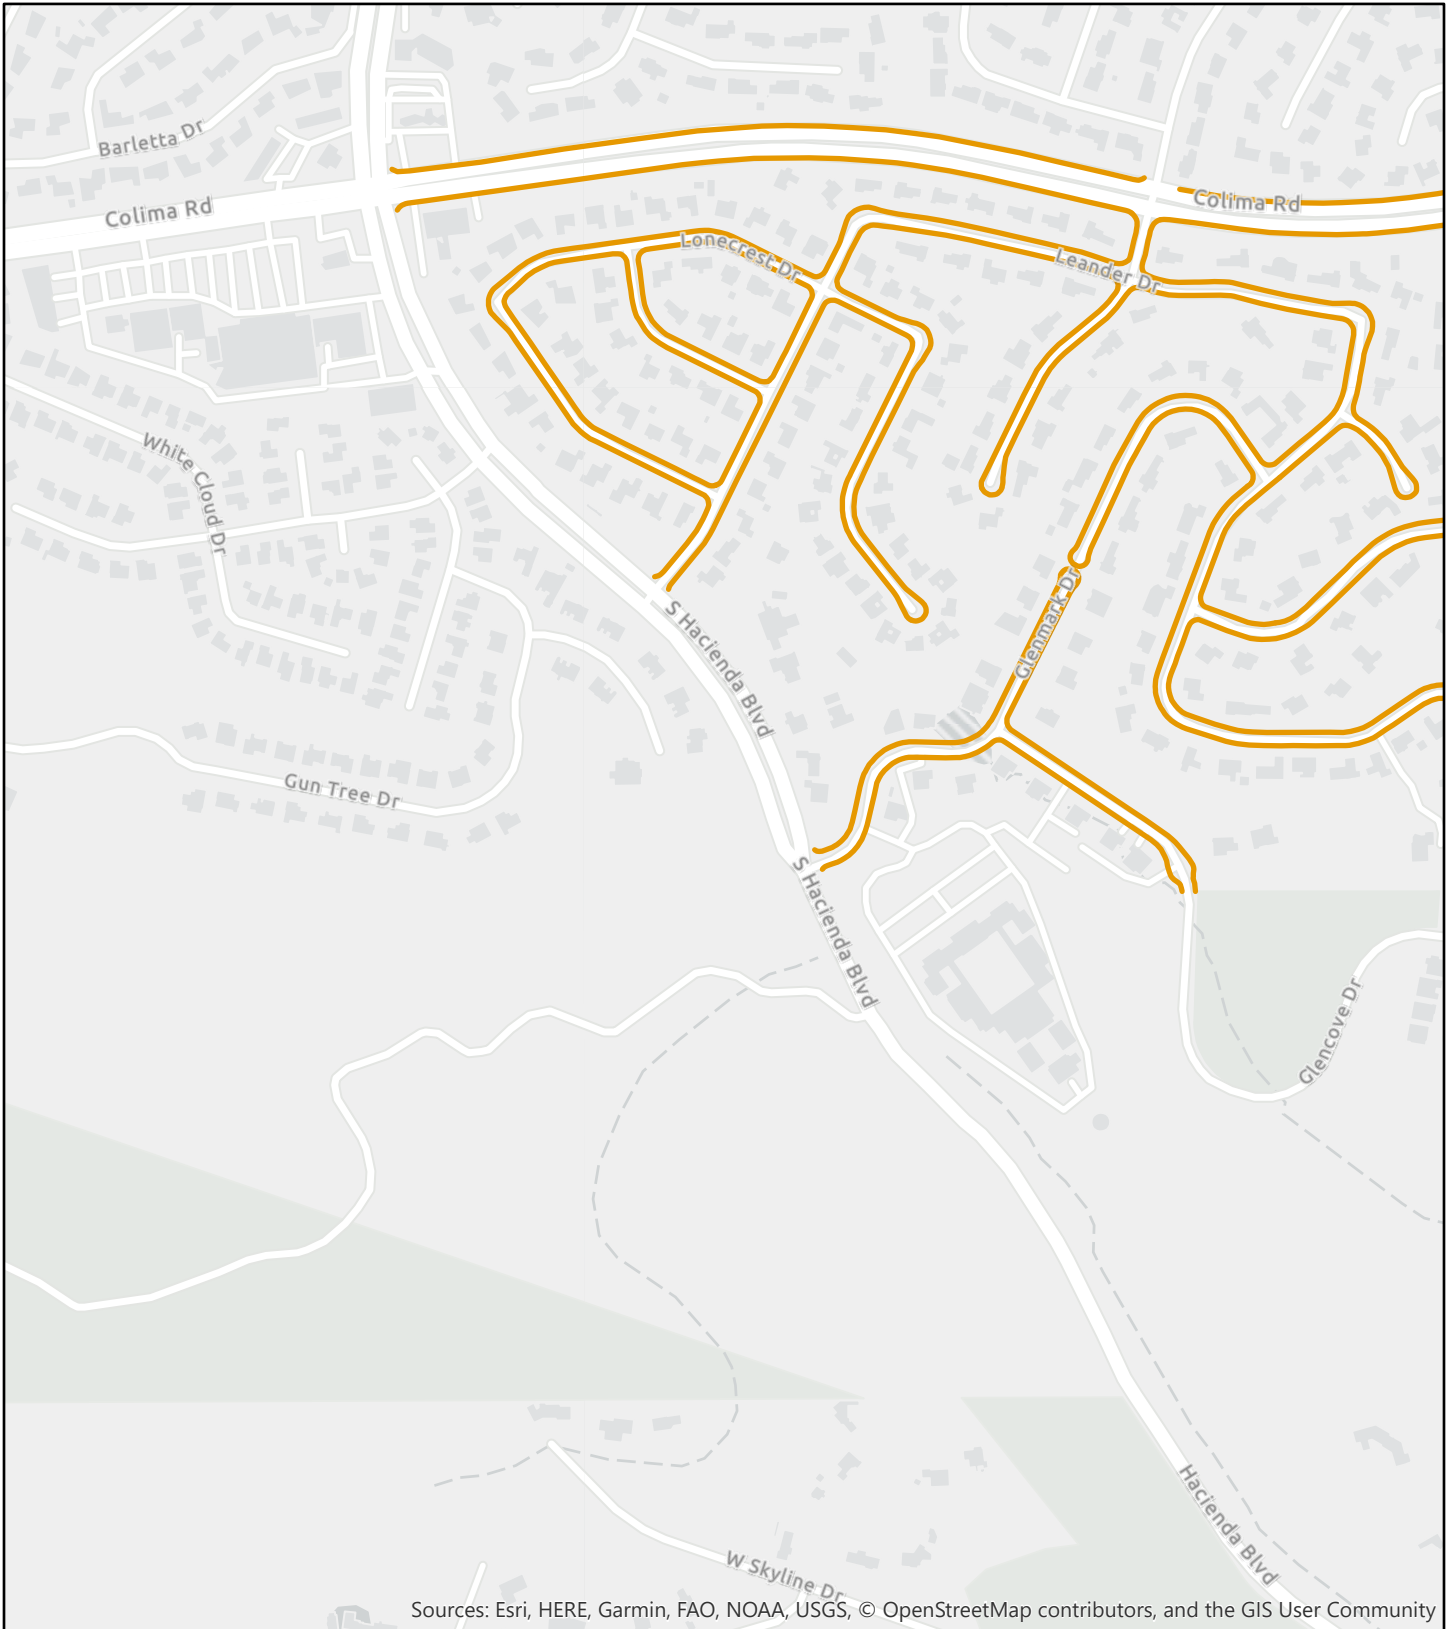 Barletta Dr
Colima Rd
Colima Rd
Lonecrest Dr
Leander Dr
White Cloud Dr
S Hacienda Blvd
Glenmark Dr
Gun Tree Dr
S Hacienda Blvd
Glencove Dr
Hacienda Blvd
W Skyline Dr
Sources: Esri, HERE, Garmin, FAO, NOAA, USGS, © OpenStreetMap contributors, and the GIS User Community